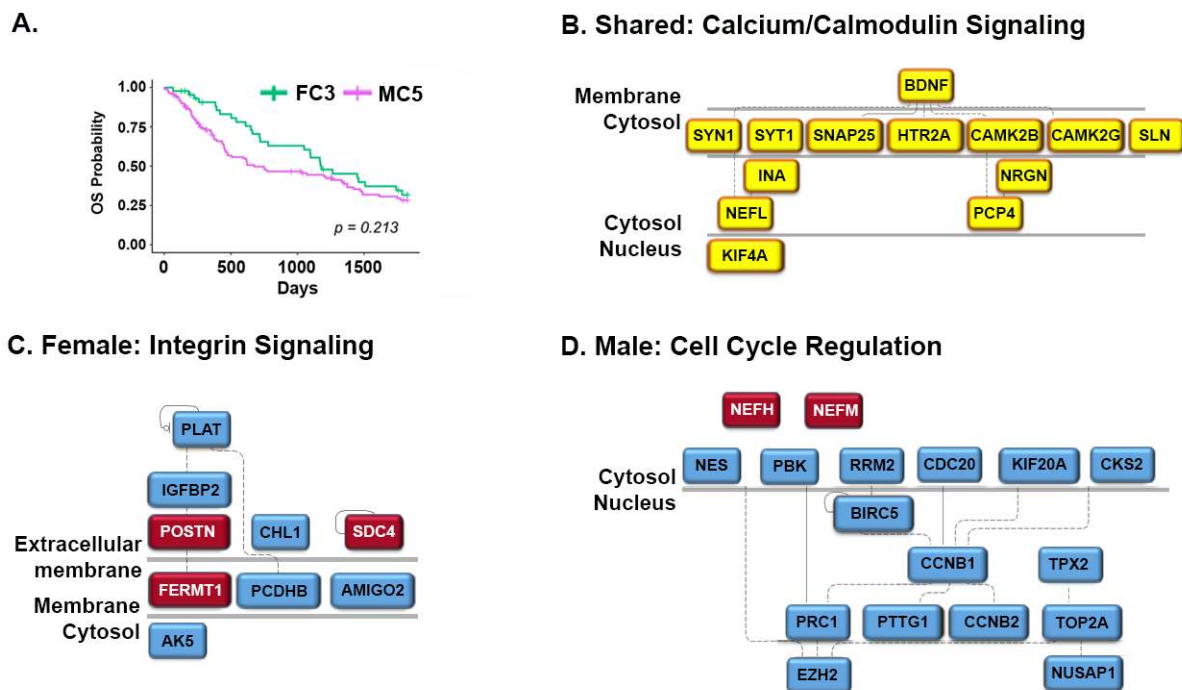 A.
1.00
0.75
0.50
0.25
0.00
OS Probability
FC3 MC5
p = 0.213
0 500 1000 1500
Days
B. Shared: Calcium/Calmodulin Signaling
BDNF
Membrane
Cytosol
SYN1 SYT1 SNAP25 HTR2A CAMK2B CAMK2G SLN
INA NRGN
NEFL PCP4
Cytosol
Nucleus
KIF4A
C. Female: Integrin Signaling
PLAT
IGFBP2
POSTN CHL1 SDC4
Extracellular
membrane
FERMT1 PCDHB AMIGO2
Membrane
Cytosol
AK5
D. Male: Cell Cycle Regulation
NEFH NEFM
NES PBK RRM2 CDC20 KIF20A CKS2
Cytosol
Nucleus
BIRC5
CCNB1 TPX2
PRC1 PTTG1 CCNB2 TOP2A
EZH2 NUSAP1